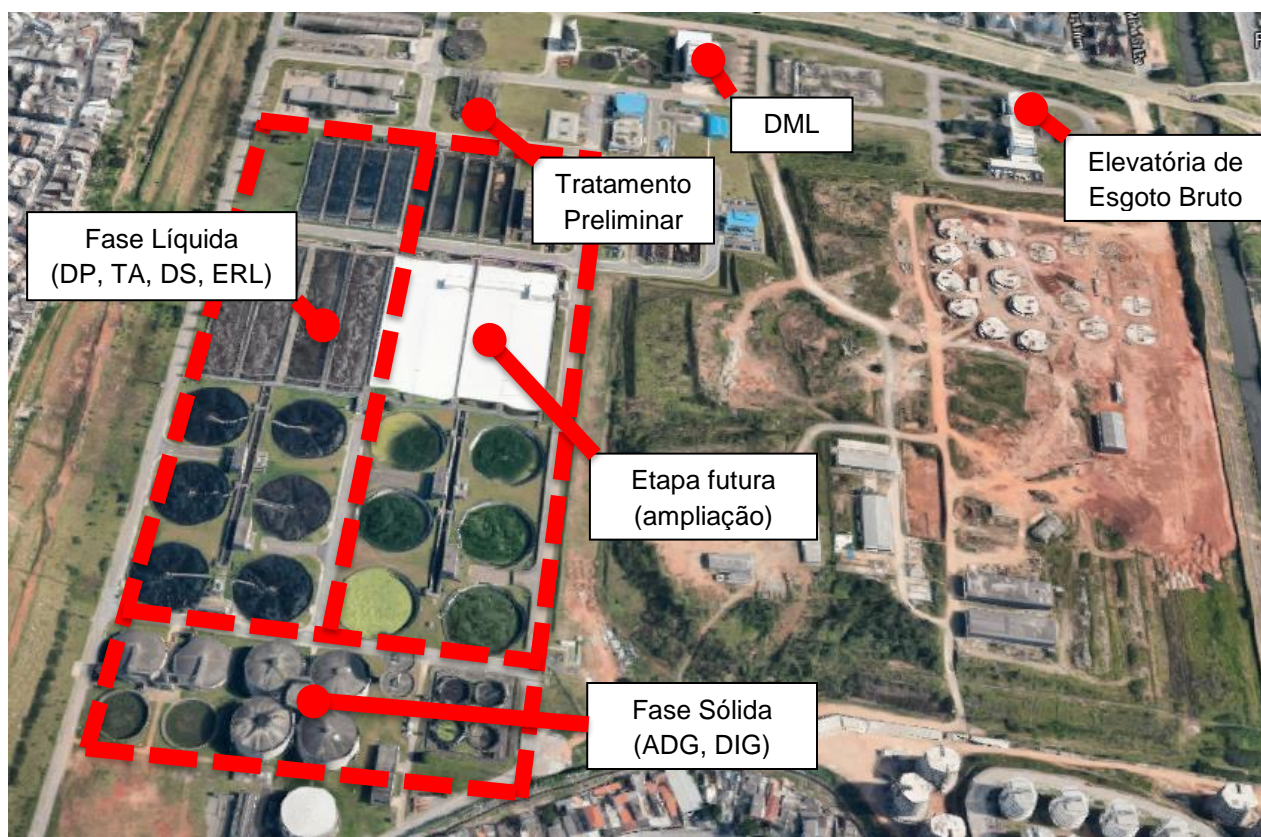 DML
Elevatória de
Esgoto Bruto
Tratamento
Preliminar
Fase Líquida
(DP, TA, DS, ERL)
Etapa futura
(ampliação)
Fase Sólida
(ADG, DIG)